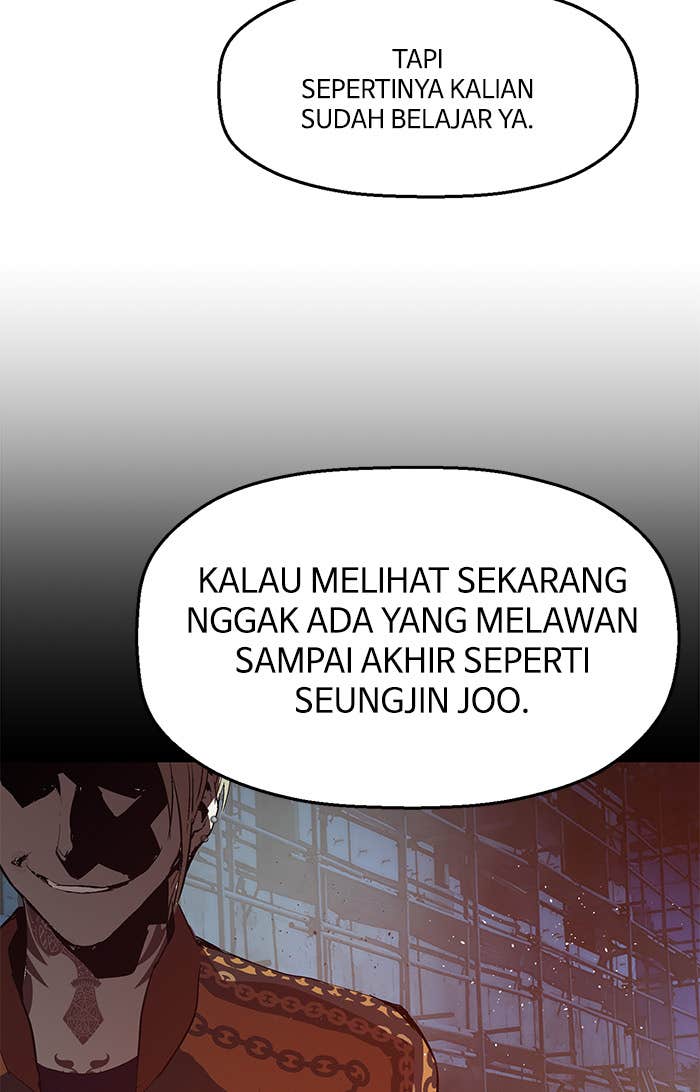 TAPI
SEPERTINYA KALIAN
SUDAH BELAJAR YA.
KALAU MELIHAT SEKARANG
NGGAK ADA YANG MELAWAN
SAMPAI AKHIR SEPERTI
SEUNGJIN JOO.